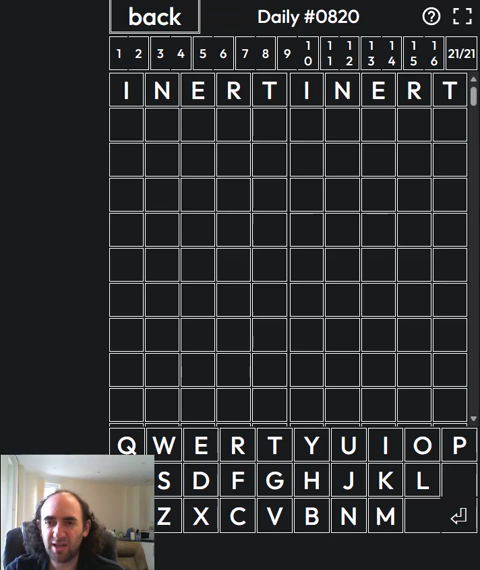 back Daily #0820 ?
1 2 3 4 5 6 7 8 9 10 11 12 13 14 15 16 21/21
I N E R T I N E R T
Q W E R T Y U I O P
S D F G H J K L
Z X C V B N M